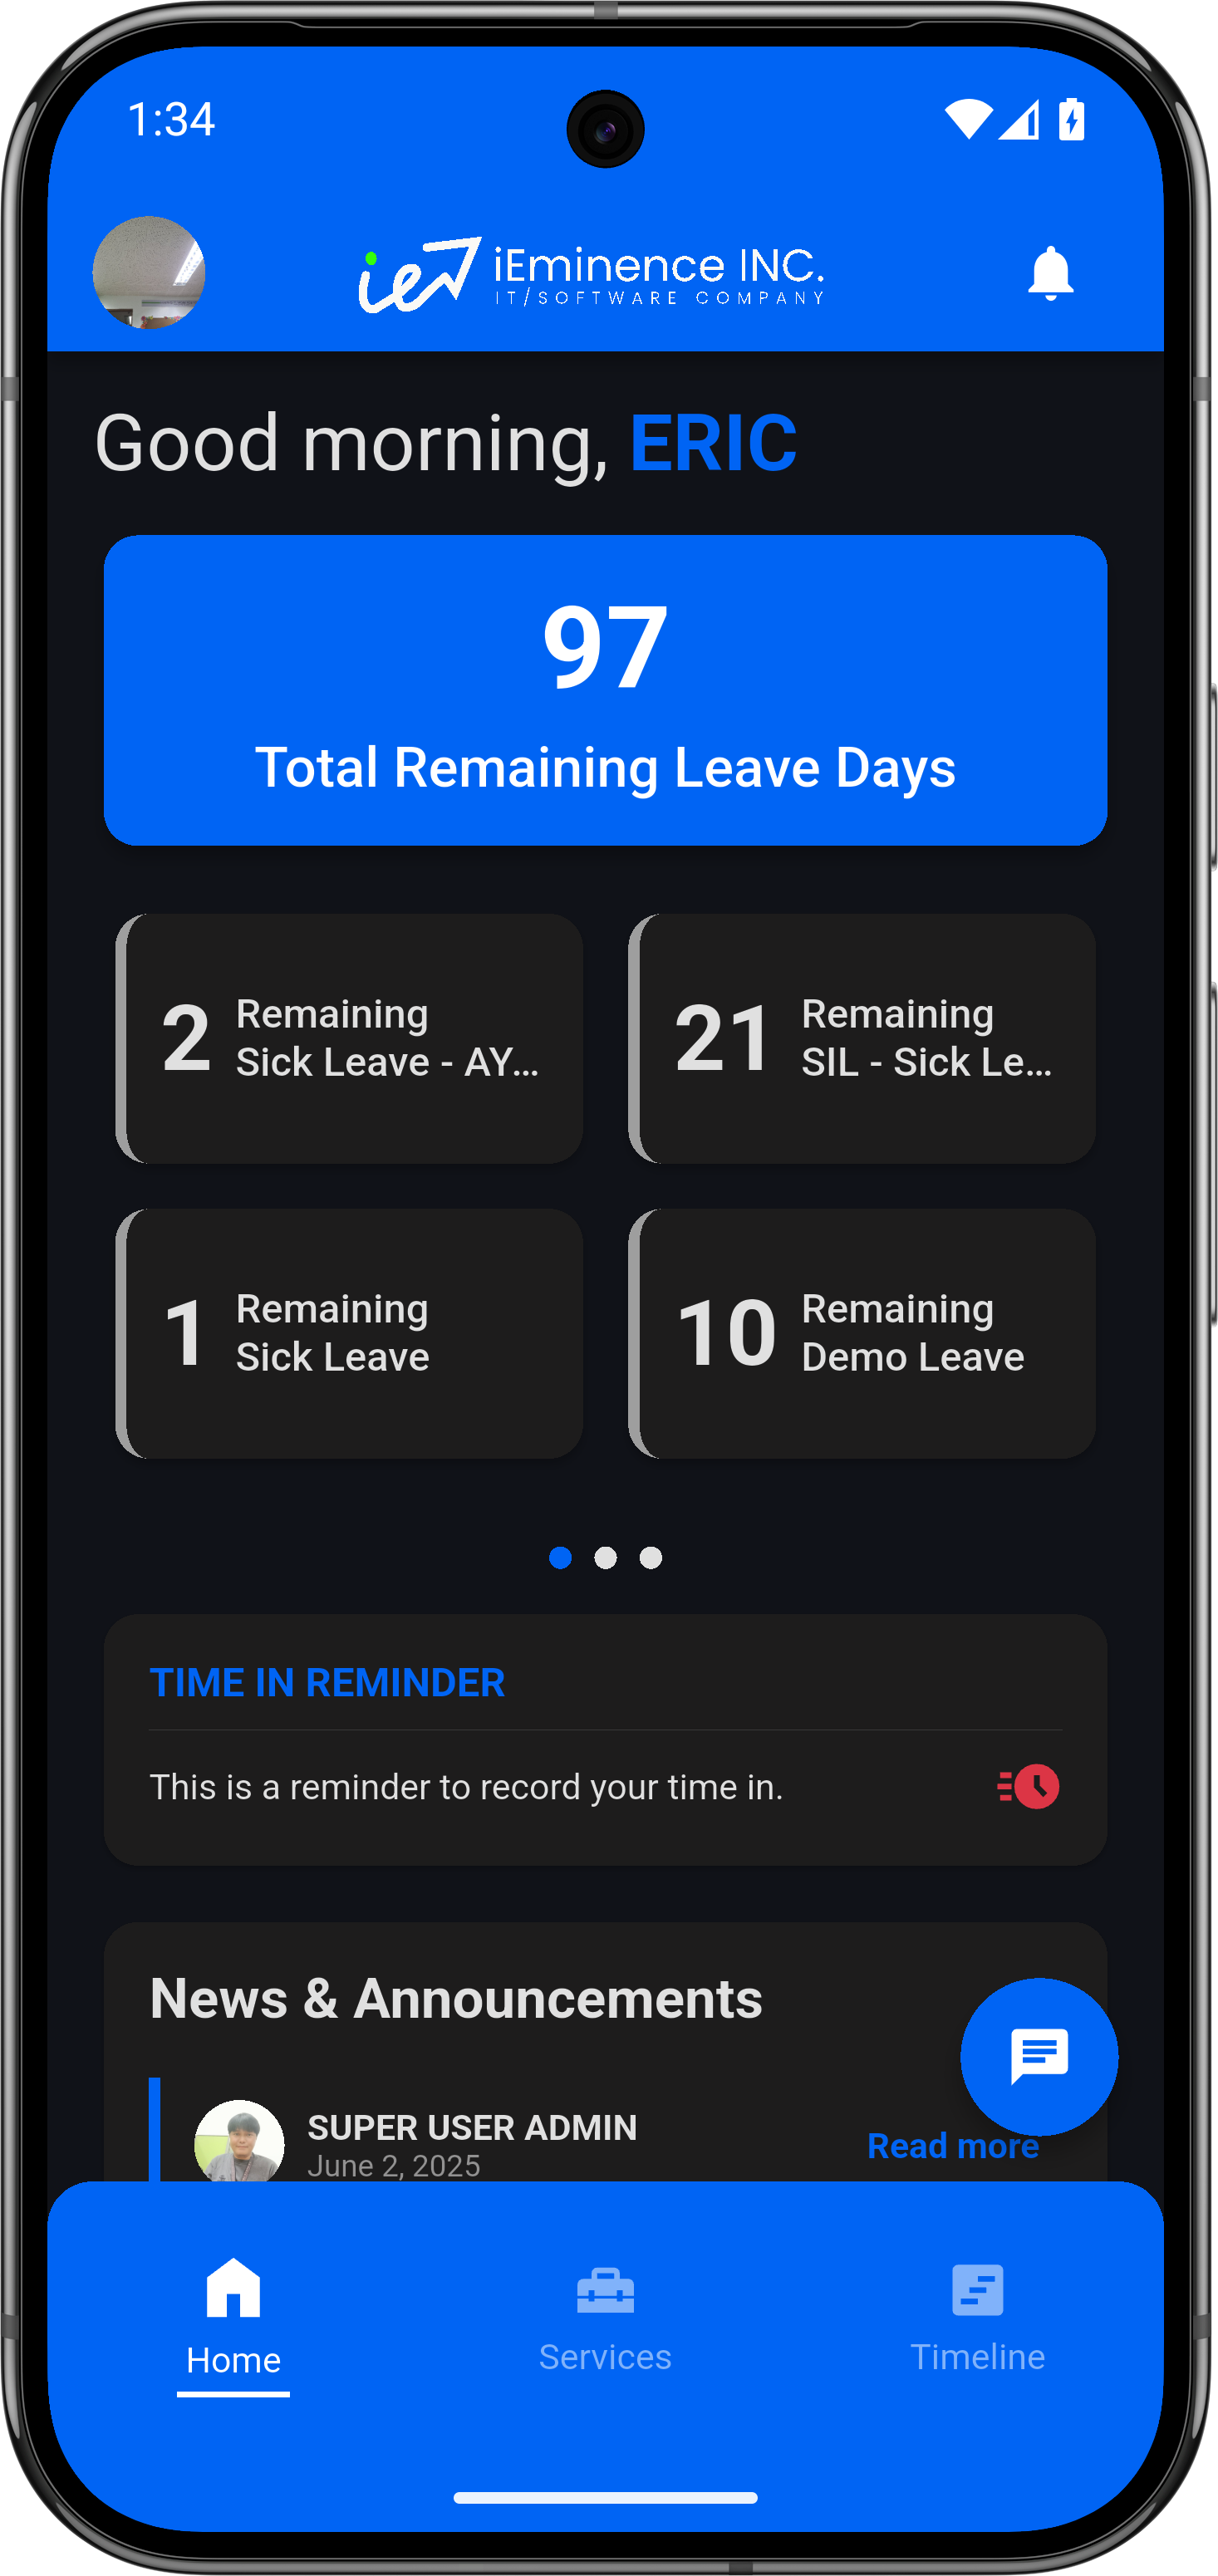 1:34
iEminence INC.
IT/SOFTWARE COMPANY
Good morning, ERIC
97
Total Remaining Leave Days
2 Remaining
Sick Leave - AY...
21 Remaining
SIL - Sick Le...
1 Remaining
Sick Leave
10 Remaining
Demo Leave
TIME IN REMINDER
This is a reminder to record your time in.
News & Announcements
SUPER USER ADMIN
June 2, 2025
Read more
Home
Services
Timeline